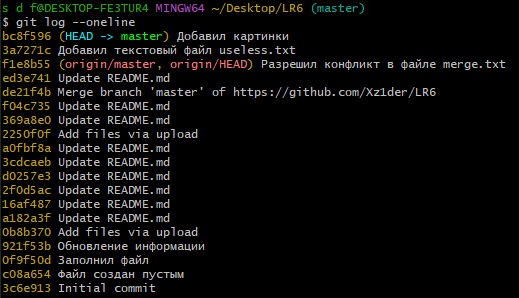 s d f@DESKTOP-FE3TUR4 MINGW64 ~/Desktop/LR6 (master)
$ git log --oneline
bc8f596 (HEAD -> master) Добавил картинки
3a7271c Добавил текстовый файл useless.txt
f1e8b55 (origin/master, origin/HEAD) Разрешил конфликт в файле merge.txt
ed3e741 Update README.md
de21f4b Merge branch 'master' of https://github.com/Xz1der/LR6
f04c735 Update README.md
369a8e0 Update README.md
2250f0f Add files via upload
a0fbf8a Update README.md
3cdcaeb Update README.md
d0257e3 Update README.md
2f0d5ac Update README.md
16af487 Update README.md
a182a3f Update README.md
0b8b370 Add files via upload
921f53b Обновление информации
0f9f50d Заполнил файл
c08a654 Файл создан пустым
3c6e913 Initial commit